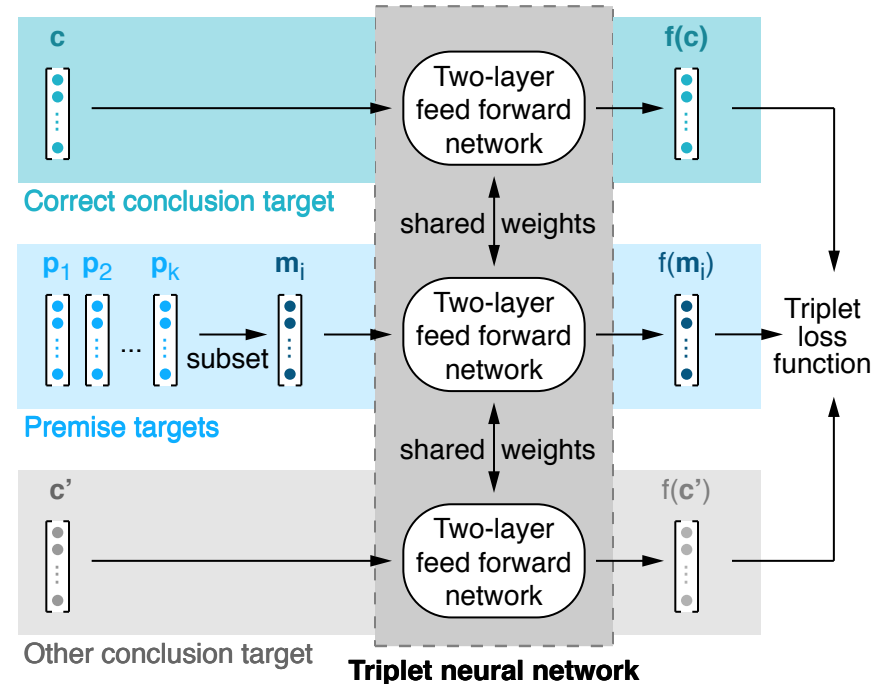 c
f(c)
Two-layer
feed forward
network
Correct conclusion target
shared weights
p1 p2 pk mi
f(mi)
...
subset
Two-layer
feed forward
network
Triplet
loss
function
Premise targets
shared weights
c'
f(c')
Two-layer
feed forward
network
Other conclusion target
Triplet neural network